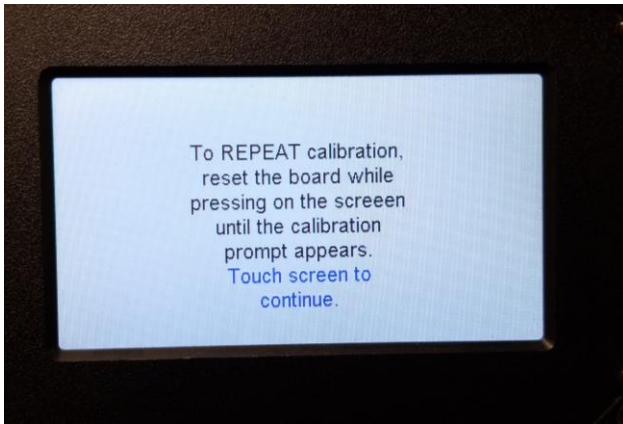 To REPEAT calibration,
reset the board while
pressing on the screeen
until the calibration
prompt appears.
Touch screen to
continue.